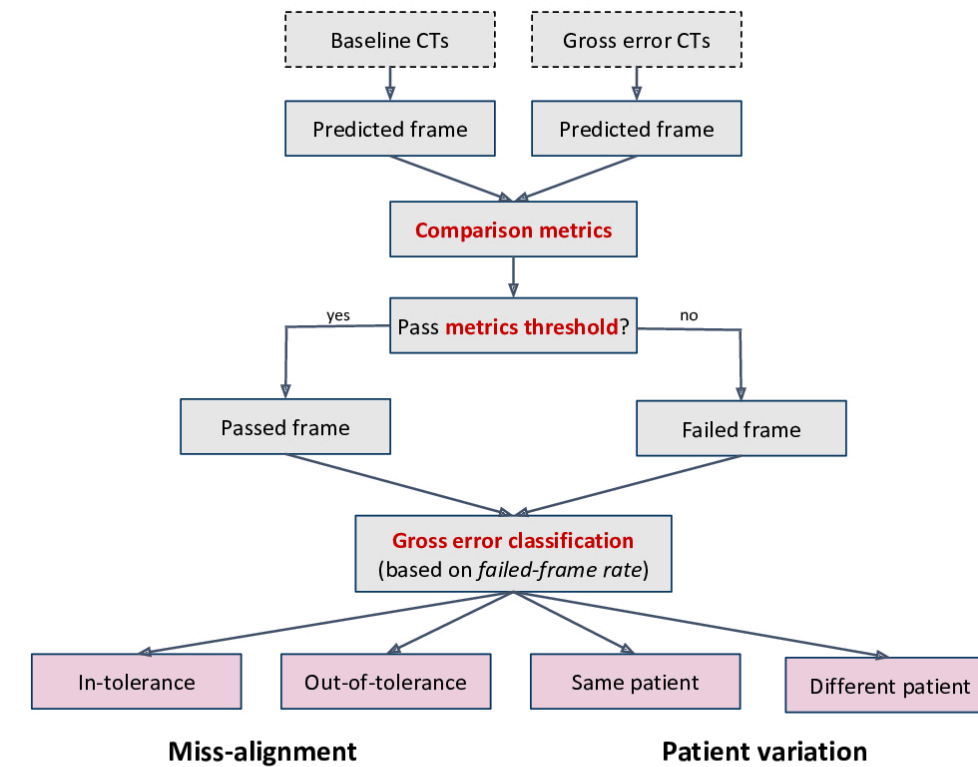 Baseline CTs
Gross error CTs
Predicted frame
Predicted frame
Comparison metrics
Pass metrics threshold?
yes
no
Passed frame
Failed frame
Gross error classification
(based on failed-frame rate)
In-tolerance
Out-of-tolerance
Same patient
Different patient
Miss-alignment
Patient variation